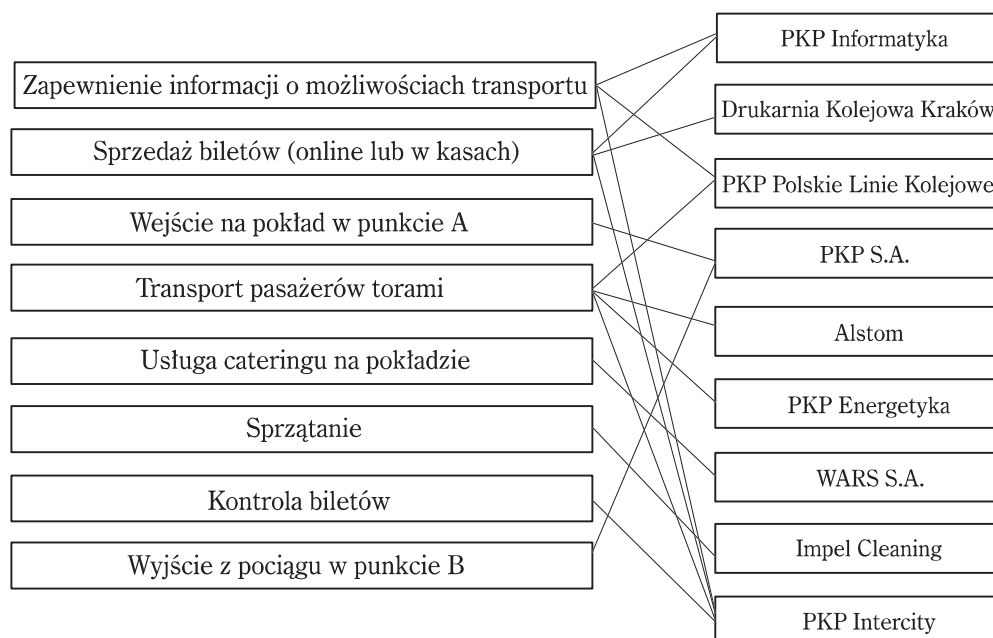 Zapewnienie informacji o możliwościach transportu
Sprzedaż biletów (online lub w kasach)
Wejście na pokład w punkcie A
Transport pasażerów torami
Usługa cateringu na pokładzie
Sprzątanie
Kontrola biletów
Wyjście z pociągu w punkcie B
PKP Informatyka
Drukarnia Kolejowa Kraków
PKP Polskie Linie Kolejowe
PKP S.A.
Alstom
PKP Energetyka
WARS S.A.
Impel Cleaning
PKP Intercity